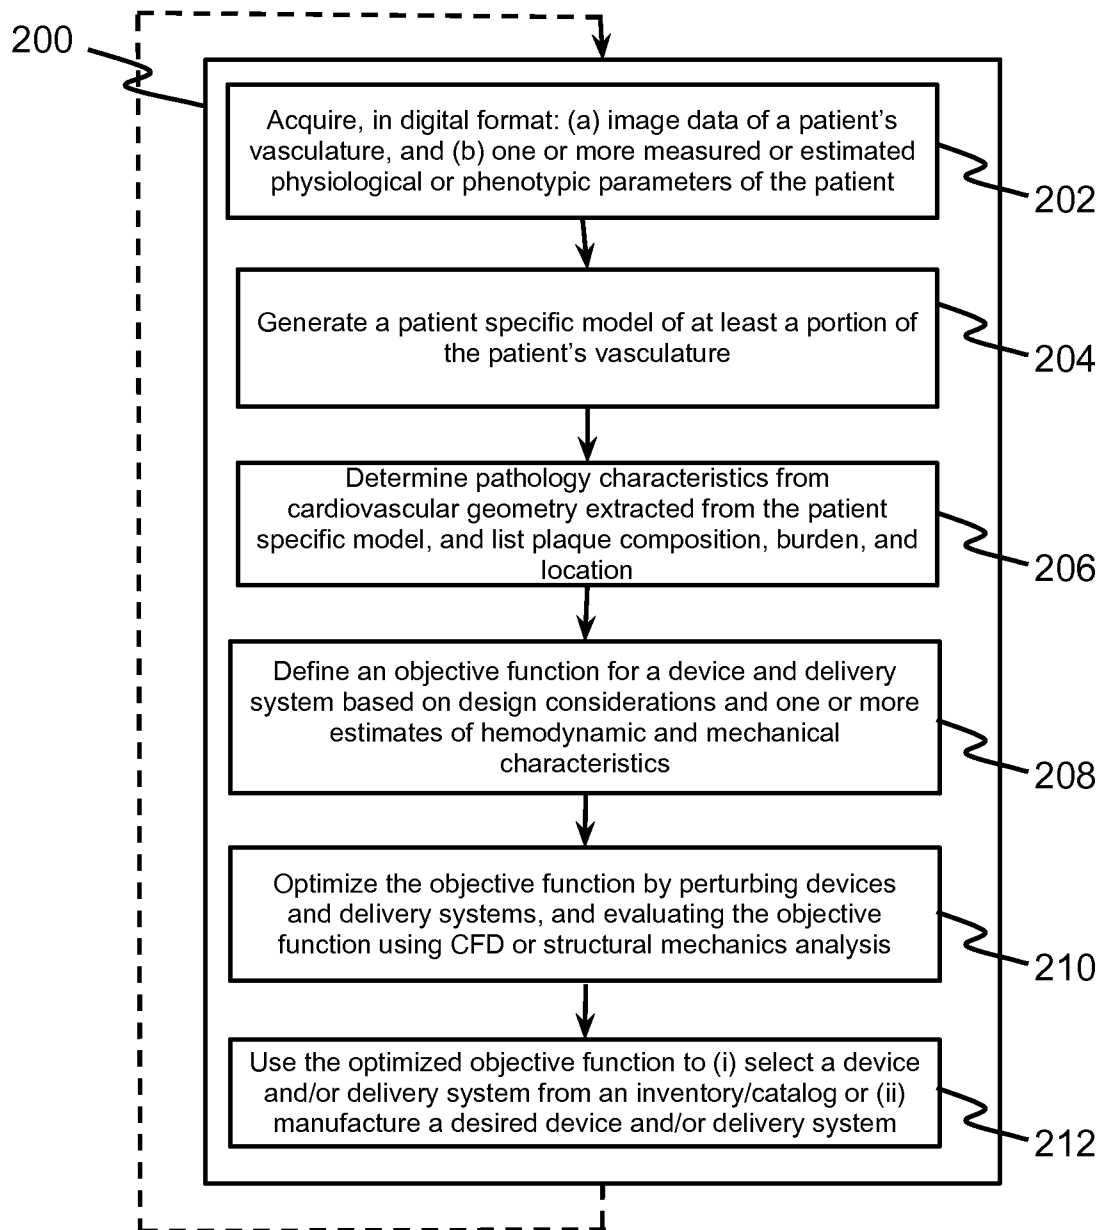 200
Acquire, in digital format: (a) image data of a patient’s
vasculature, and (b) one or more measured or estimated
physiological or phenotypic parameters of the patient
202
Generate a patient specific model of at least a portion of
the patient’s vasculature
204
Determine pathology characteristics from
cardiovascular geometry extracted from the patient
specific model, and list plaque composition, burden, and
location
206
Define an objective function for a device and delivery
system based on design considerations and one or more
estimates of hemodynamic and mechanical
characteristics
208
Optimize the objective function by perturbing devices
and delivery systems, and evaluating the objective
function using CFD or structural mechanics analysis
210
Use the optimized objective function to (i) select a device
and/or delivery system from an inventory/catalog or (ii)
manufacture a desired device and/or delivery system
212